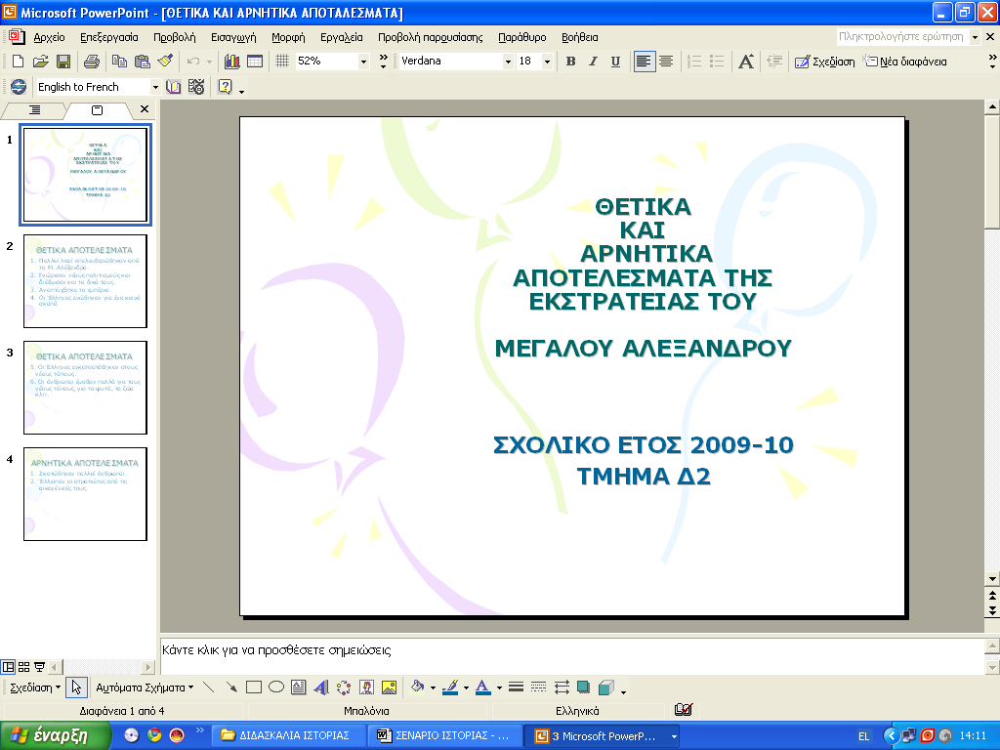 Microsoft PowerPoint - [ΘΕΤΙΚΑ ΚΑΙ ΑΡΝΗΤΙΚΑ ΑΠΟΤΑΛΕΣΜΑΤΑ]
Αρχείο Επεξεργασία Προβολή Εισαγωγή Μορφή Εργαλεία Προβολή παρουσίασης Παράθυρο Βοήθεια Πληκτρολογήστε ερώτηση
52% Verdana 18 B I U A Σχεδίαση Νέα διαφάνεια
English to French
1
ΘΕΤΙΚΑ
ΚΑΙ
ΑΡΝΗΤΙΚΑ
ΑΠΟΤΕΛΕΣΜΑΤΑ ΤΗΣ
ΕΚΣΤΡΑΤΕΙΑΣ ΤΟΥ
ΜΕΓΑΛΟΥ ΑΛΕΞΑΝΔΡΟΥ
ΣΧΟΛΙΚΟ ΕΤΟΣ 2009-10
ΤΜΗΜΑ Δ2
2
ΘΕΤΙΚΑ ΑΠΟΤΕΛΕΣΜΑΤΑ
1. Πολλοί λαοί απελευθερώθηκαν από
το Μ. Αλέξανδρο.
2. Γνώρισαν νέους πολιτισμούς και
διέδωσαν και το δικό τους.
3. Αναπτύχθηκε το εμπόριο.
4. Οι Έλληνες ενώθηκαν για ένα κοινό
σκοπό
3
ΘΕΤΙΚΑ ΑΠΟΤΕΛΕΣΜΑΤΑ
5. Οι Έλληνες εγκαταστάθηκαν στους
νέους τόπους.
6. Οι άνθρωποι έμαθαν πολλά για τους
νέους τόπους, για τα φυτά, τα ζώα
κλπ.
4
ΑΡΝΗΤΙΚΑ ΑΠΟΤΕΛΕΣΜΑΤΑ
1. Σκοτώθηκαν πολλοί άνθρωποι.
2. Έλειπαν οι στρατιώτες από τις
οικογένειές τους.
ΘΕΤΙΚΑ
ΚΑΙ
ΑΡΝΗΤΙΚΑ
ΑΠΟΤΕΛΕΣΜΑΤΑ ΤΗΣ
ΕΚΣΤΡΑΤΕΙΑΣ ΤΟΥ
ΜΕΓΑΛΟΥ ΑΛΕΞΑΝΔΡΟΥ
ΣΧΟΛΙΚΟ ΕΤΟΣ 2009-10
ΤΜΗΜΑ Δ2
Κάντε κλικ για να προσθέσετε σημειώσεις
Σχεδίαση Αυτόματα Σχήματα
Διαφάνεια 1 από 4 Μπαλόνια Ελληνικά
έναρξη ΔΙΔΑΣΚΑΛΙΑ ΙΣΤΟΡΙΑΣ ΣΕΝΑΡΙΟ ΙΣΤΟΡΙΑΣ - ... 3 Microsoft PowerP... EL 14:11